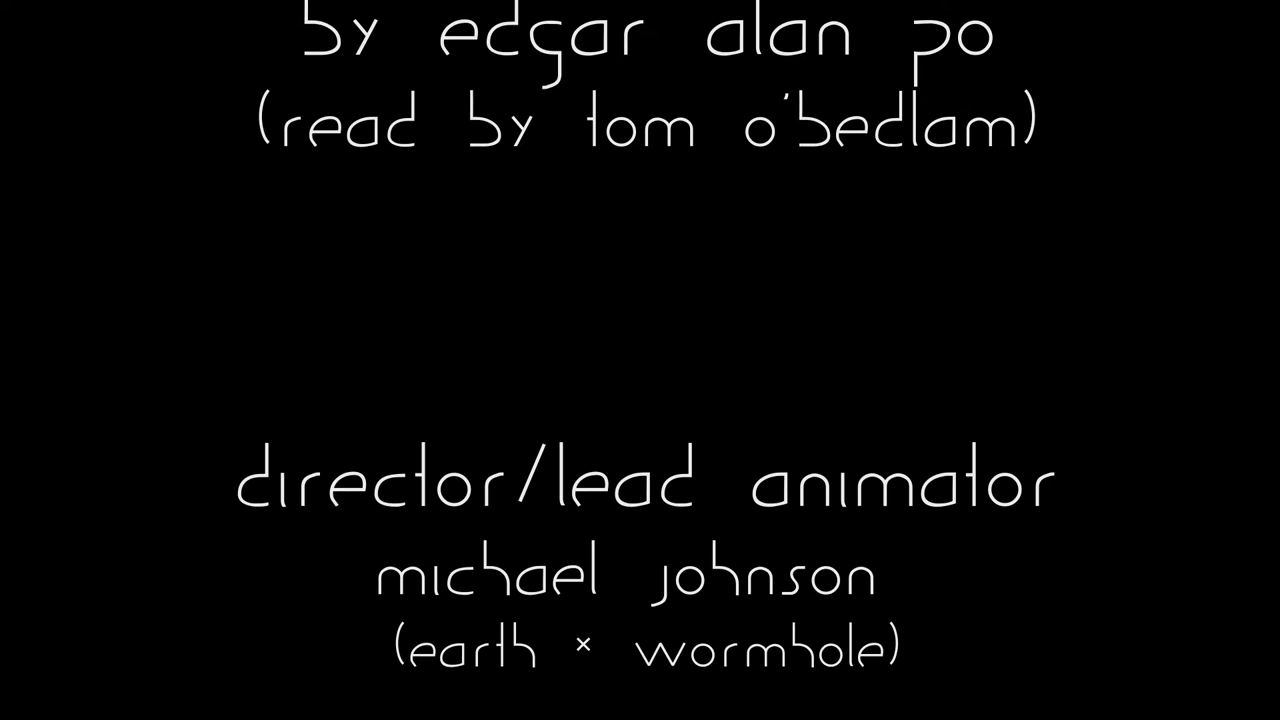 by edgar alan po
(read by tom o'bedlam)
director/lead animator
michael johnson
(earth × wormhole)